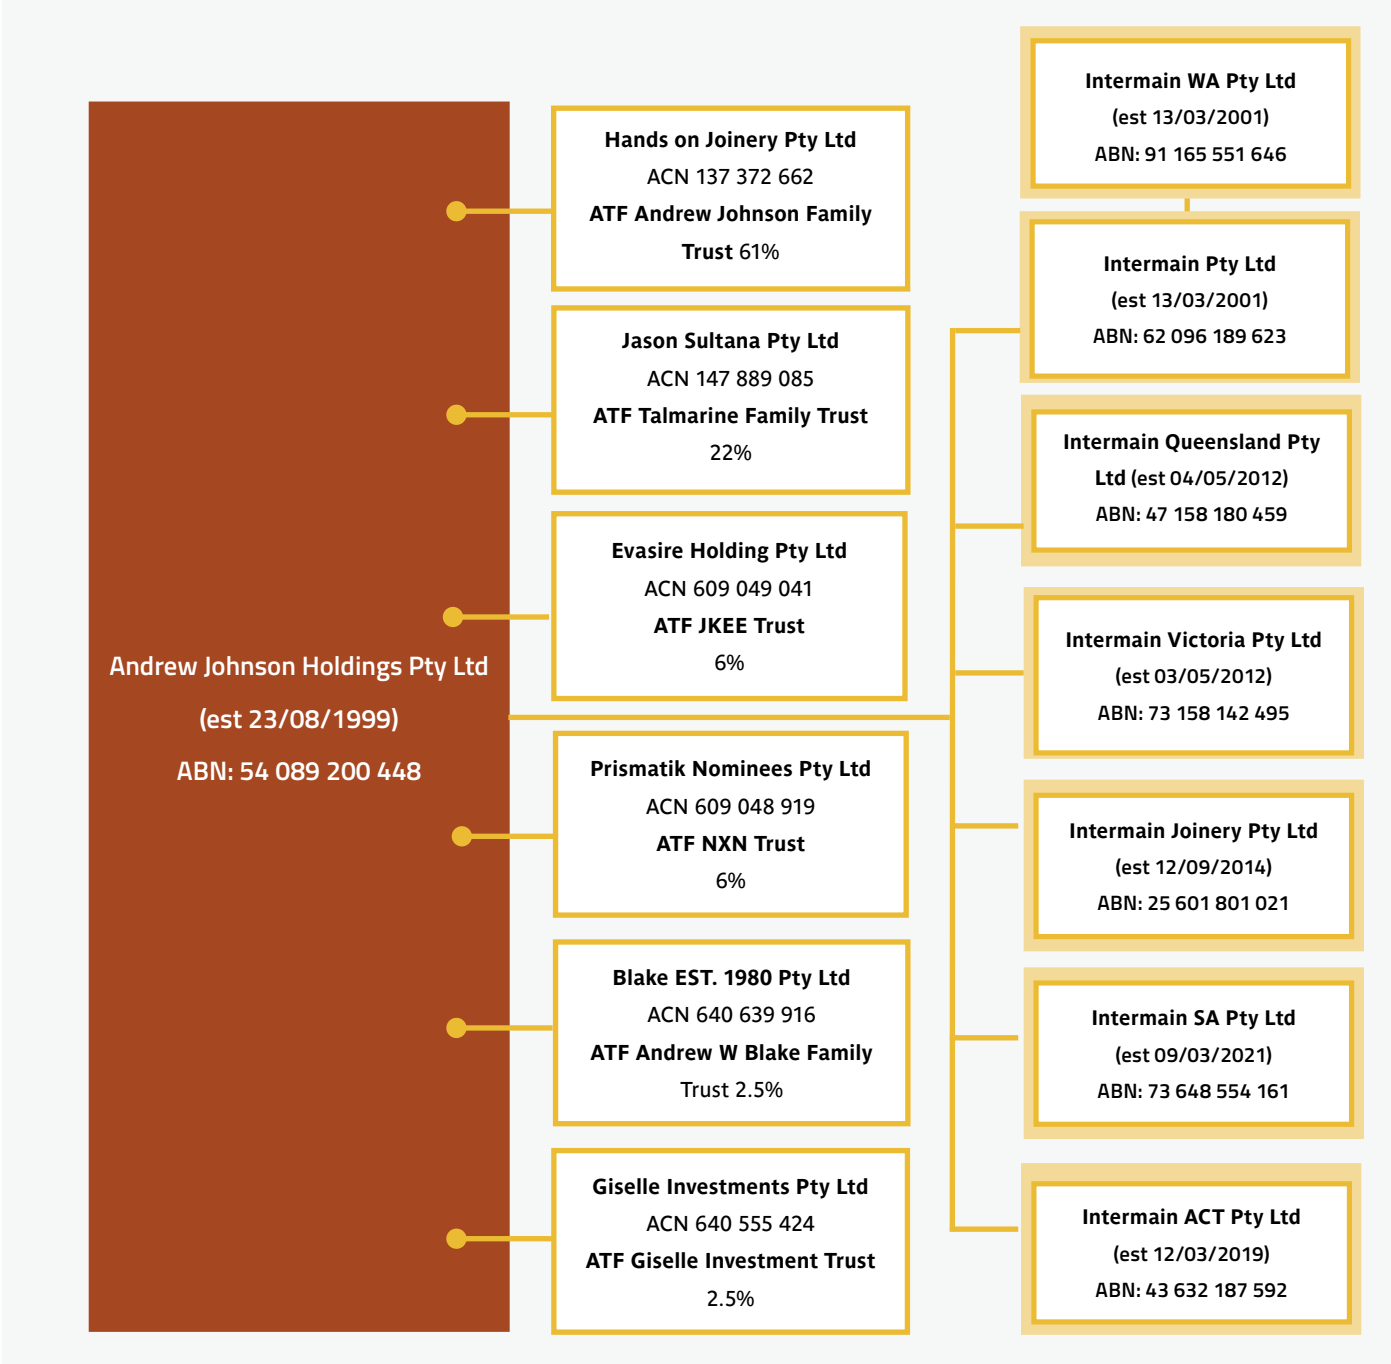 Andrew Johnson Holdings Pty Ltd
(est 23/08/1999)
ABN: 54 089 200 448
Hands on Joinery Pty Ltd
ACN 137 372 662
ATF Andrew Johnson Family
Trust 61%
Jason Sultana Pty Ltd
ACN 147 889 085
ATF Talmarine Family Trust
22%
Evasire Holding Pty Ltd
ACN 609 049 041
ATF JKEE Trust
6%
Prismatik Nominees Pty Ltd
ACN 609 048 919
ATF NXN Trust
6%
Blake EST. 1980 Pty Ltd
ACN 640 639 916
ATF Andrew W Blake Family
Trust 2.5%
Giselle Investments Pty Ltd
ACN 640 555 424
ATF Giselle Investment Trust
2.5%
Intermain WA Pty Ltd
(est 13/03/2001)
ABN: 91 165 551 646
Intermain Pty Ltd
(est 13/03/2001)
ABN: 62 096 189 623
Intermain Queensland Pty
Ltd (est 04/05/2012)
ABN: 47 158 180 459
Intermain Victoria Pty Ltd
(est 03/05/2012)
ABN: 73 158 142 495
Intermain Joinery Pty Ltd
(est 12/09/2014)
ABN: 25 601 801 021
Intermain SA Pty Ltd
(est 09/03/2021)
ABN: 73 648 554 161
Intermain ACT Pty Ltd
(est 12/03/2019)
ABN: 43 632 187 592